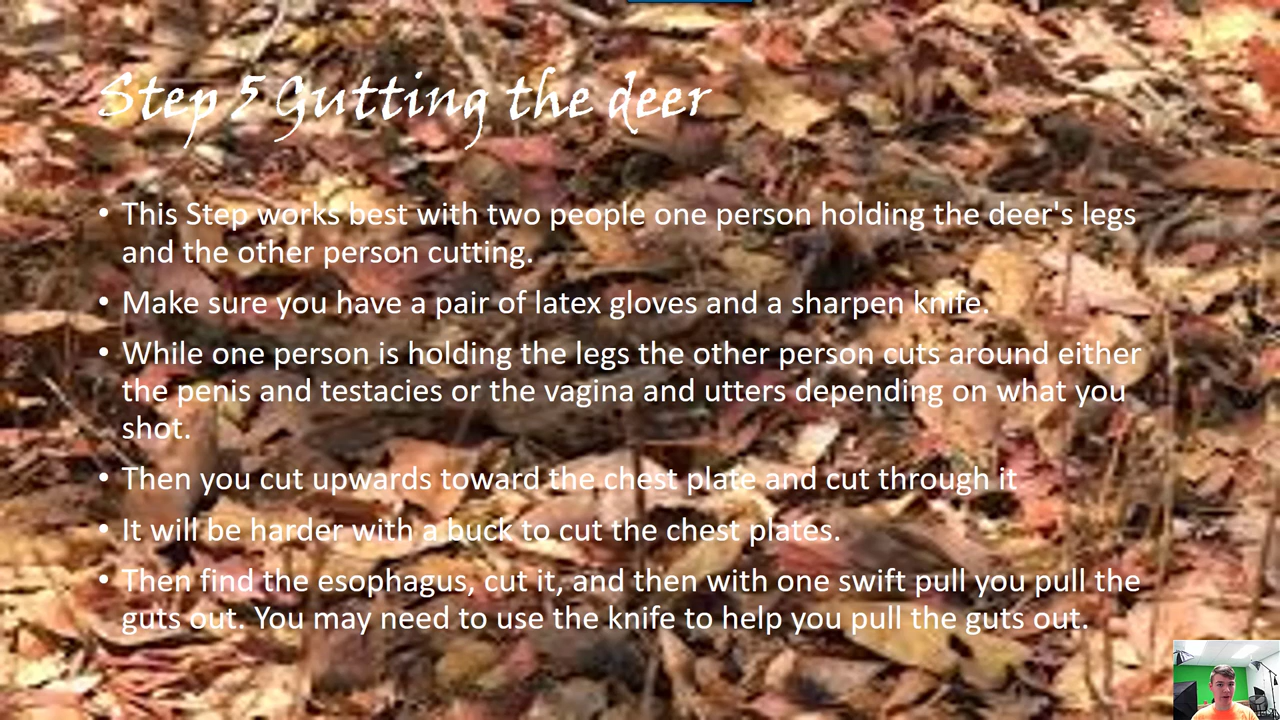 Step 5 Gutting the deer
• This Step works best with two people one person holding the deer's legs
and the other person cutting.
• Make sure you have a pair of latex gloves and a sharpen knife.
• While one person is holding the legs the other person cuts around either
the penis and testacies or the vagina and utters depending on what you
shot.
• Then you cut upwards toward the chest plate and cut through it
• It will be harder with a buck to cut the chest plates.
• Then find the esophagus, cut it, and then with one swift pull you pull the
guts out. You may need to use the knife to help you pull the guts out.